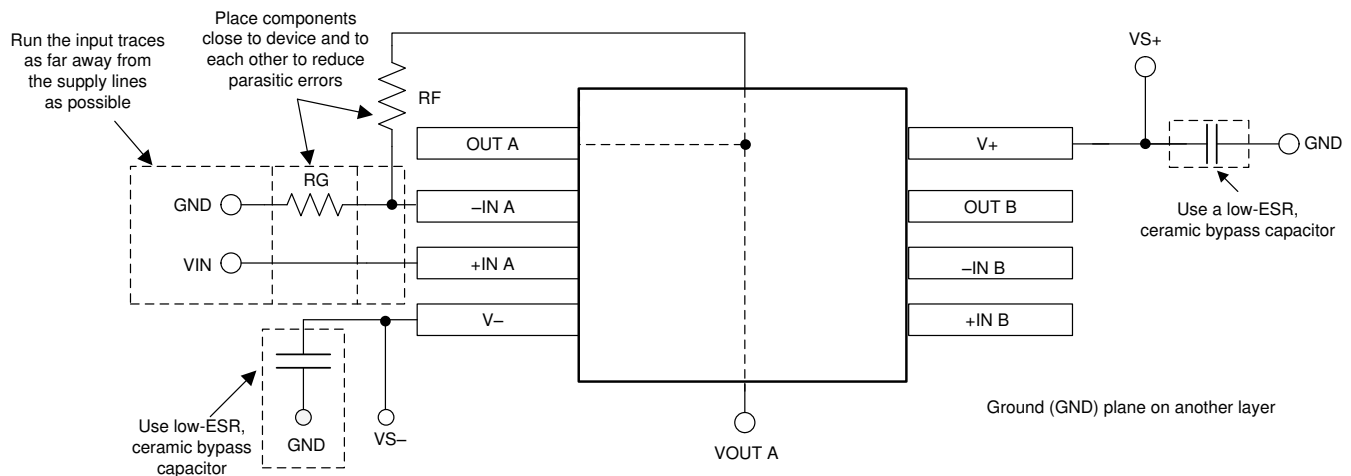 Run the input traces
as far away from
the supply lines
as possible
Place components
close to device and to
each other to reduce
parasitic errors
RF
VS+
OUT A
V+
GND
RG
GND
–IN A
OUT B
Use a low-ESR,
ceramic bypass capacitor
VIN
+IN A
–IN B
V–
+IN B
Use low-ESR,
ceramic bypass
capacitor
GND
VS–
VOUT A
Ground (GND) plane on another layer